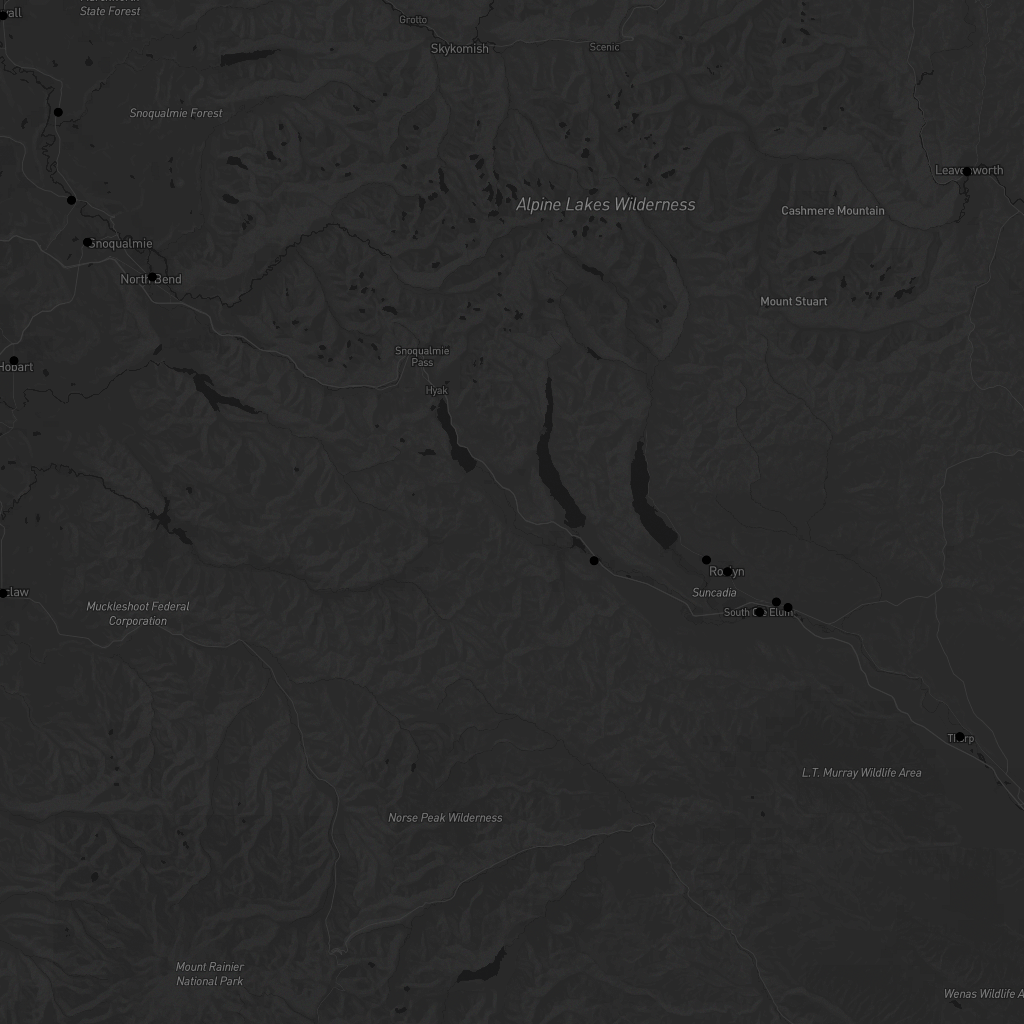 State Forest
Grotto
Skykomish
Scenic
Snoqualmie Forest
Leavenworth
Alpine Lakes Wilderness
Cashmere Mountain
Snoqualmie
North Bend
Mount Stuart
Snoqualmie
Pass
Hobart
Hyak
Roslyn
Suncadia
Muckleshoot Federal
Corporation
South Cle Elum
Thorp
L.T. Murray Wildlife Area
Norse Peak Wilderness
Mount Rainier
National Park
Wenas Wildlife A